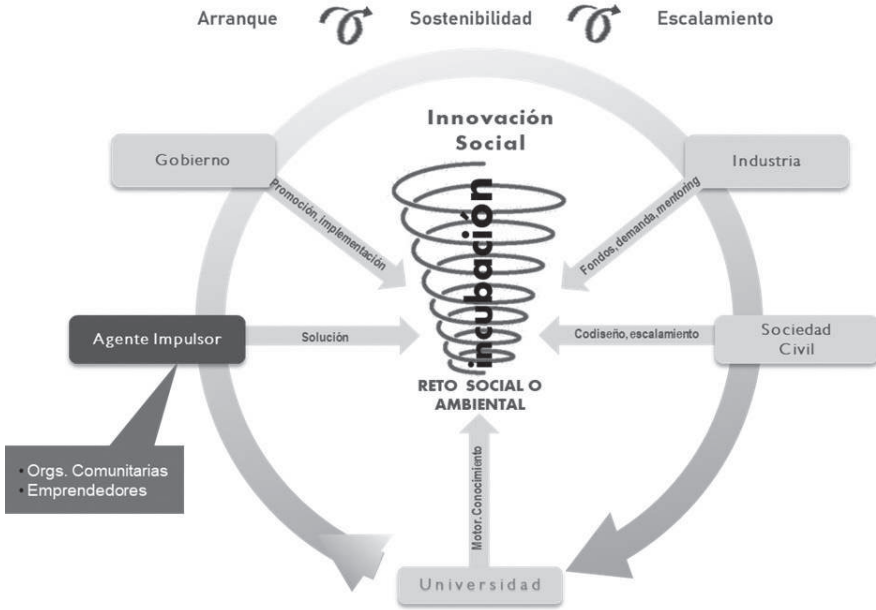 Arranque Sostenibilidad Escalamiento
Innovación
Social
Gobierno
Industria
Promoción, implementación
Fondos, demanda, mentoring
incubación
Agente Impulsor
Solución
Codiseño, escalamiento
Sociedad
Civil
RETO SOCIAL O
AMBIENTAL
• Orgs. Comunitarias
• Emprendedores
Motor. Conocimiento
Universidad